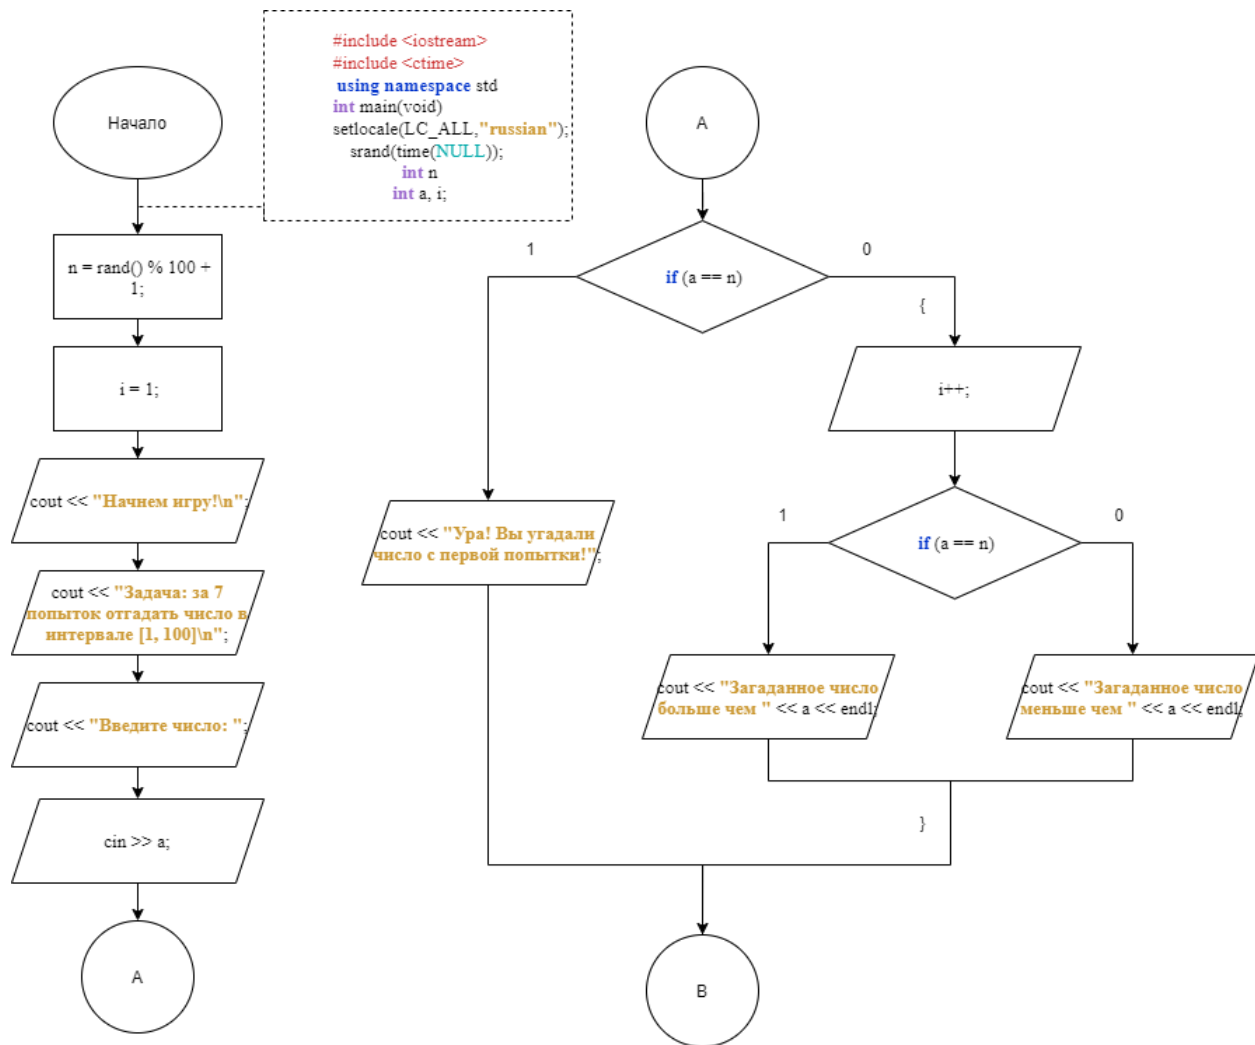 #include <iostream>
#include <ctime>
using namespace std
int main(void)
setlocale(LC_ALL,"russian");
srand(time(NULL));
int n
int a, i;
Начало
n = rand() % 100 +
1;
i = 1;
cout << "Начнем игру!\n";
cout << "Задача: за 7
попыток отгадать число в
интервале [1, 100]\n";
cout << "Введите число: ";
cin >> a;
A
A
1
0
if (a == n)
{
i++;
cout << "Ура! Вы угадали
число с первой попытки!";
1
0
if (a == n)
cout << "Загаданное число
больше чем " << a << endl;
cout << "Загаданное число
меньше чем " << a << endl;
}
B